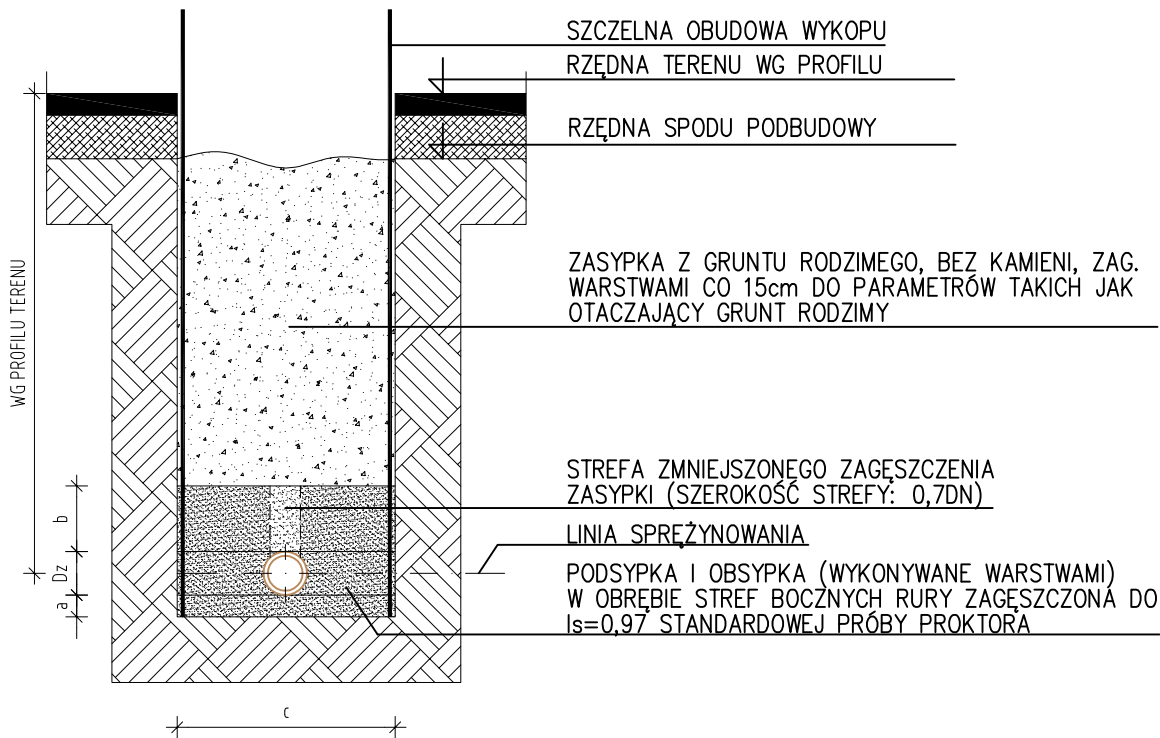 SZCZELNA OBUDOWA WYKOPU
RZĘDNA TERENU WG PROFILU
RZĘDNA SPODU PODBUDOWY
ZASYPKA Z GRUNTU RODZIMEGO, BEZ KAMIENI, ZAG.
WARSTWAMI CO 15cm DO PARAMETRÓW TAKICH JAK
OTACZAJĄCY GRUNT RODZIMY
WG PROFILU TERENU
STREFA ZMNIEJSZONEGO ZAGĘSZCZENIA
ZASYPKI (SZEROKOŚĆ STREFY: 0,7DN)
LINIA SPRĘŻYNOWANIA
PODSYPKA I OBSYPKA (WYKONYWANE WARSTWAMI)
W OBRĘBIE STREF BOCZNYCH RURY ZAGĘSZCZONA DO
Is=0,97 STANDARDOWEJ PRÓBY PROKTORA
b
Dz
a
c